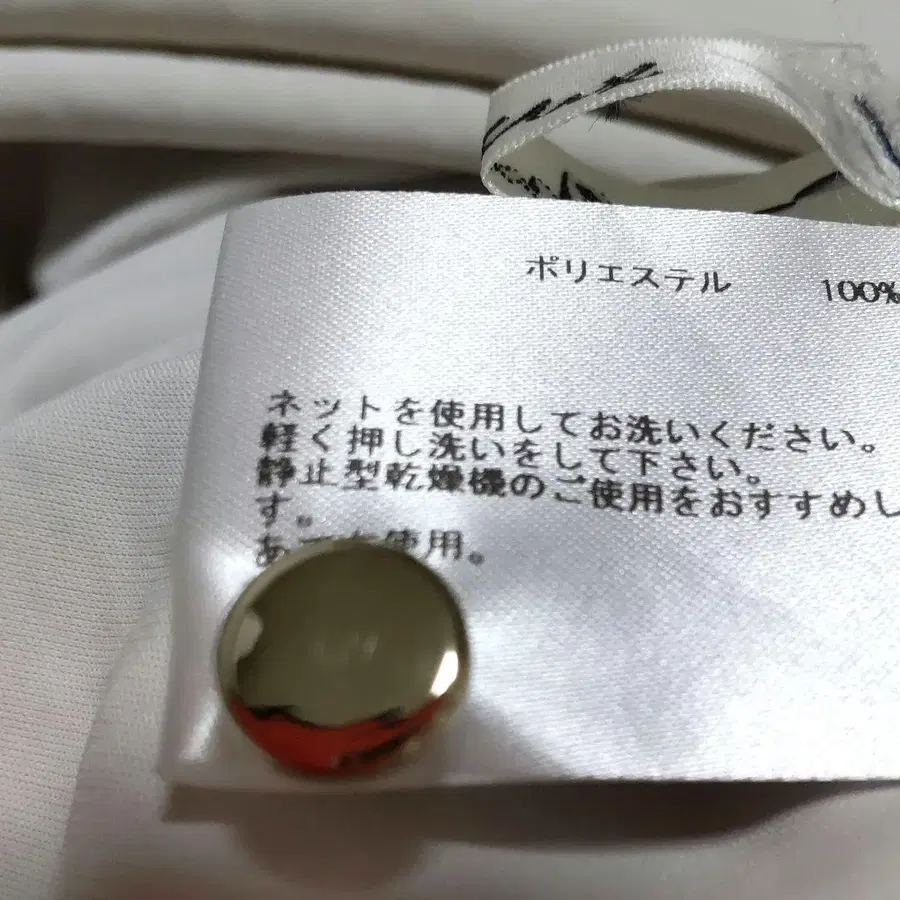 ポリエステル 100%
ネットを使用してお洗いください。
軽く押し洗いをして下さい。
静止型乾燥機のご使用をおすすめし
す。
使用。